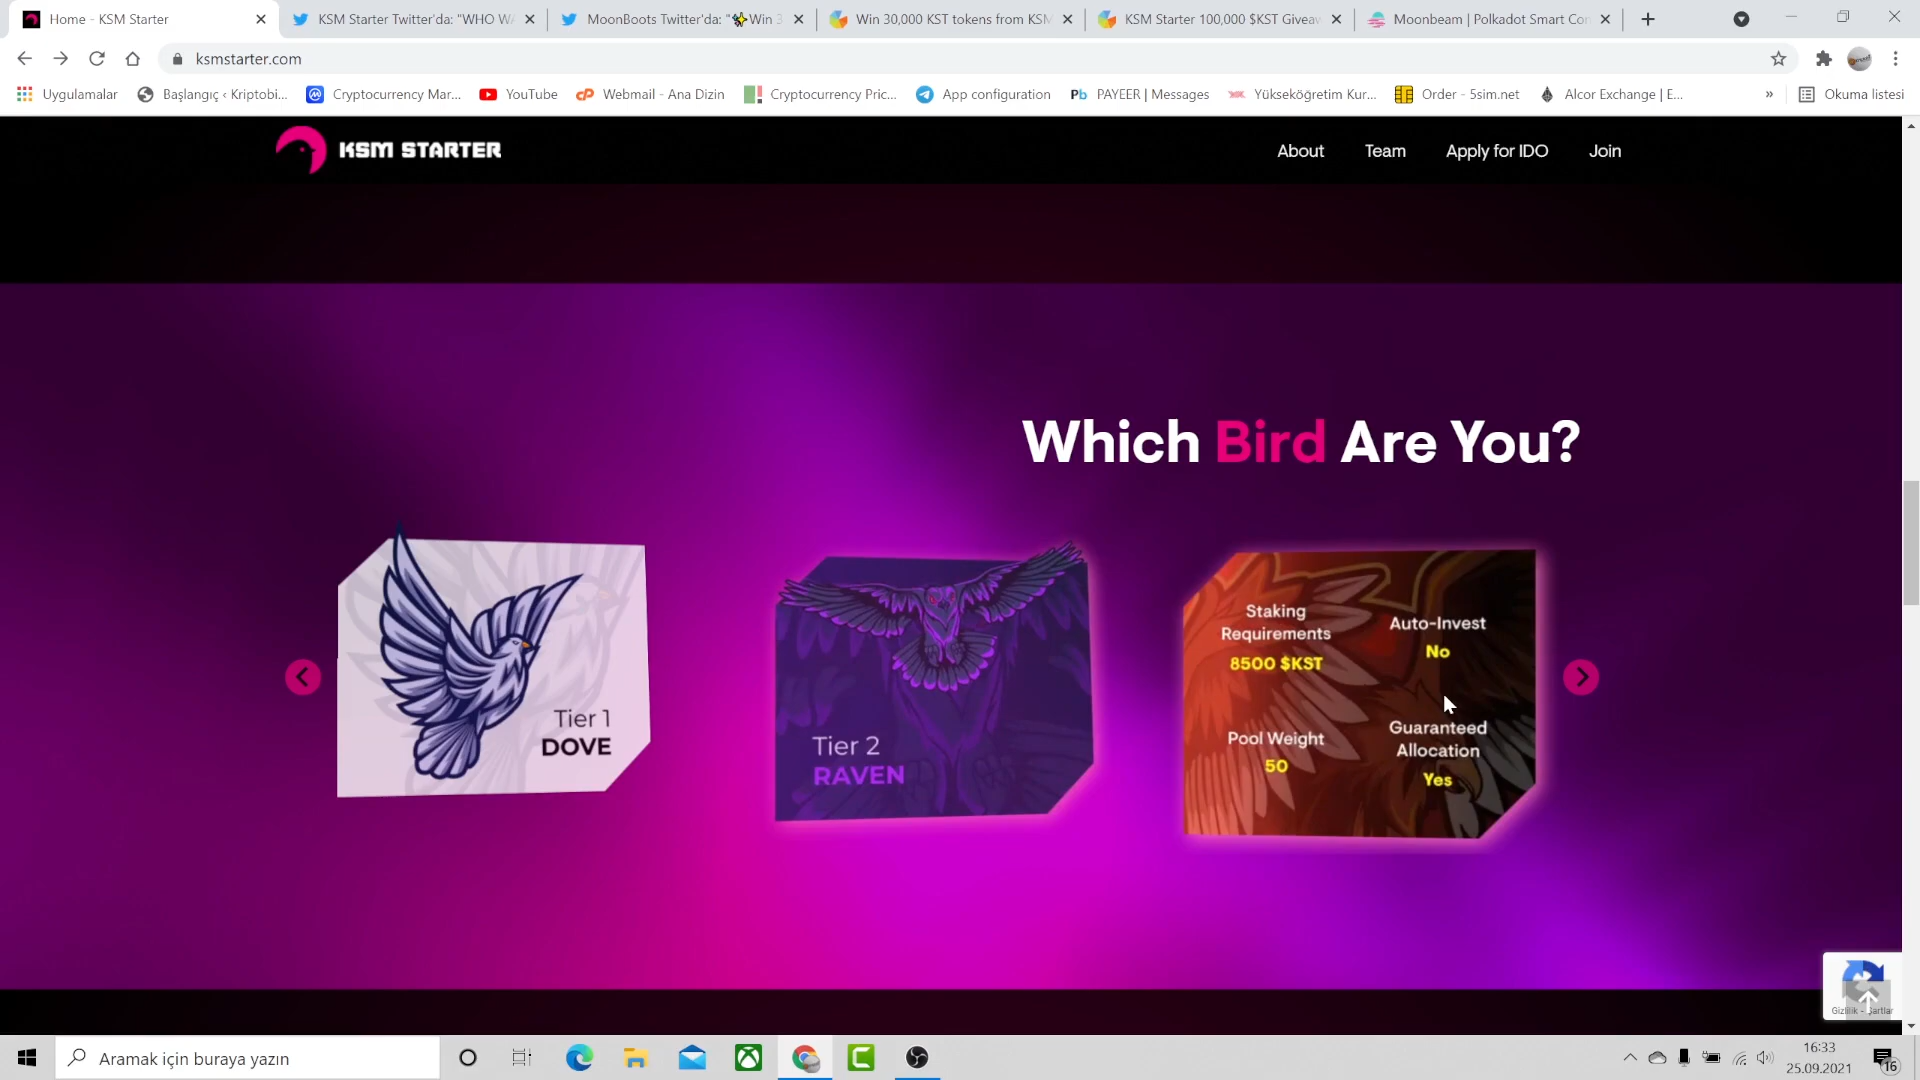 Home - KSM Starter
KSM Starter Twitter'da: "WHO WA
MoonBoots Twitter'da: "✨Win 3
Win 30,000 KST tokens from KSM
KSM Starter 100,000 $KST Giveaw
Moonbeam | Polkadot Smart Con
ksmstarter.com
Uygulamalar
Başlangıç ‹ Kriptobi...
Cryptocurrency Mar...
YouTube
Webmail - Ana Dizin
Cryptocurrency Pric...
App configuration
Pb PAYEER | Messages
Yükseköğretim Kur...
Order - 5sim.net
Alcor Exchange | E...
»
Okuma listesi
KSM STARTER
About
Team
Apply for IDO
Join
Which Bird Are You?
Tier 1
DOVE
Tier 2
RAVEN
Staking
Requirements
8500 $KST
Auto-Invest
No
Pool Weight
50
Guaranteed
Allocation
Yes
Gizlilik - Şartlar
Aramak için buraya yazın
16:33
25.09.2021
16